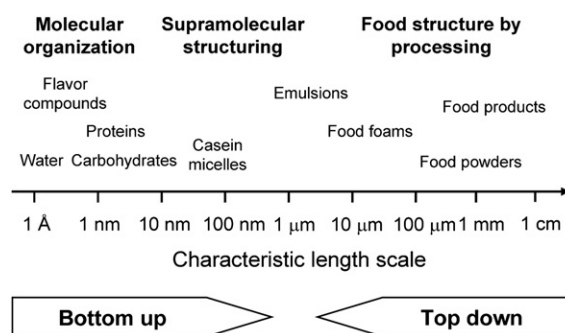 Molecular organization
Supramolecular structuring
Food structure by processing
Flavor compounds
Emulsions
Food products
Proteins
Food foams
Water
Carbohydrates
Casein micelles
Food powders
1 Å 1 nm 10 nm 100 nm 1 μm 10 μm 100 μm 1 mm 1 cm
Characteristic length scale
Bottom up
Top down